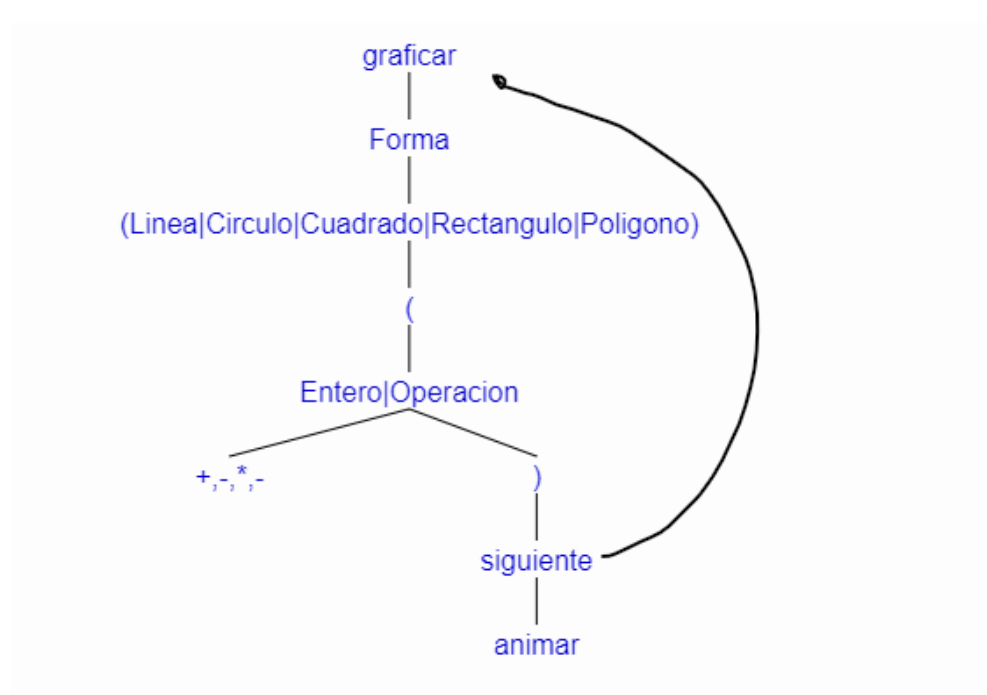 graficar
Forma
(Linea|Circulo|Cuadrado|Rectangulo|Poligono)
(
Entero|Operacion
+,-,*,-
)
siguiente
animar